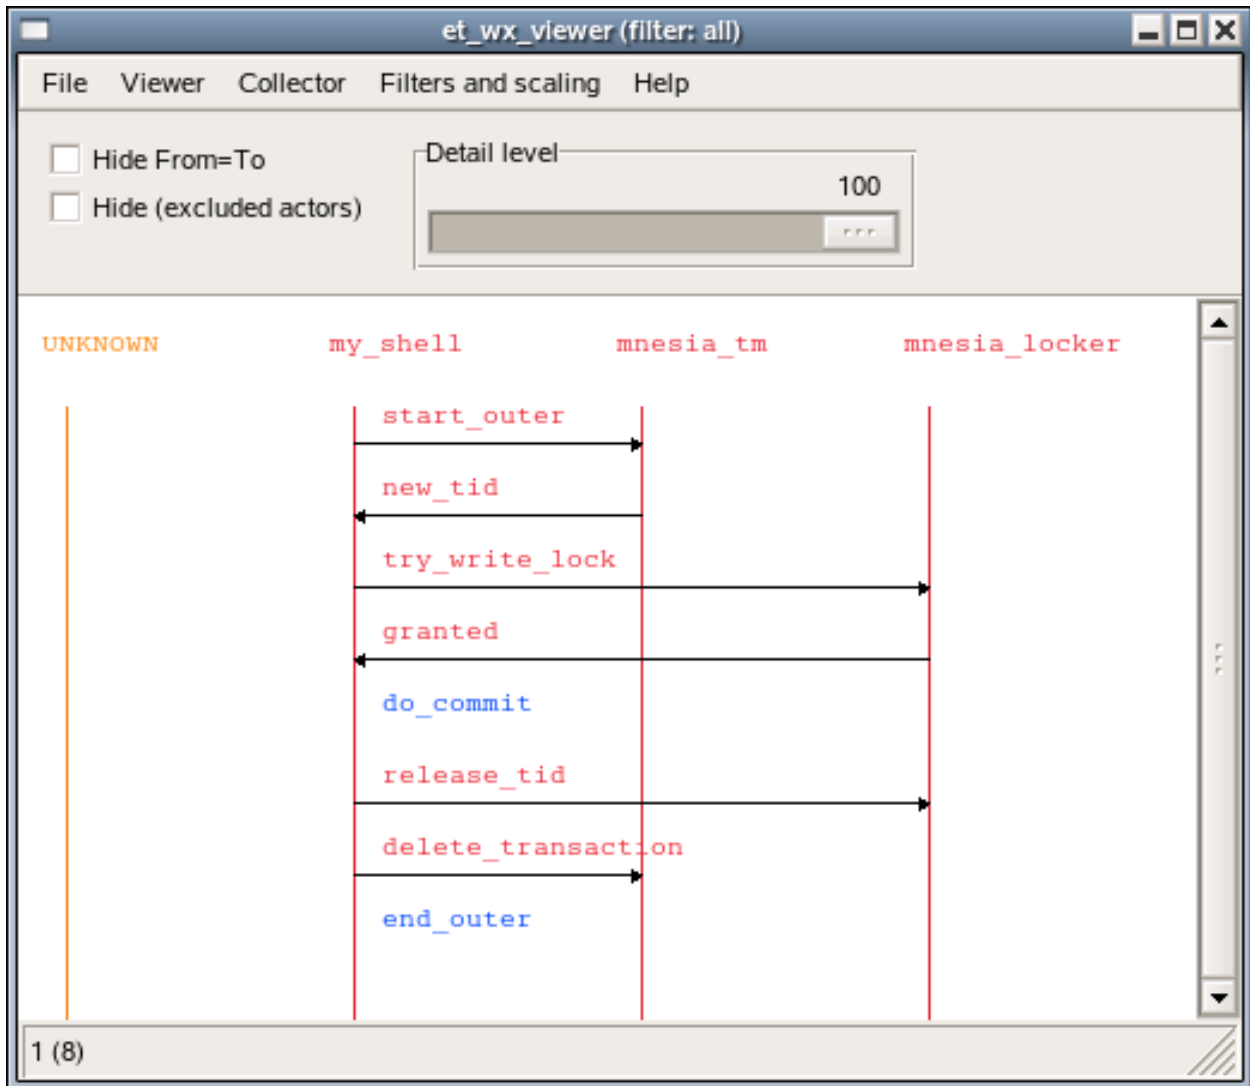 et_wx_viewer (filter: all)
File Viewer Collector Filters and scaling Help
Hide From=To
Hide (excluded actors)
Detail level
100
UNKNOWN my_shell mnesia_tm mnesia_locker
start_outer
new_tid
try_write_lock
granted
do_commit
release_tid
delete_transaction
end_outer
1 (8)